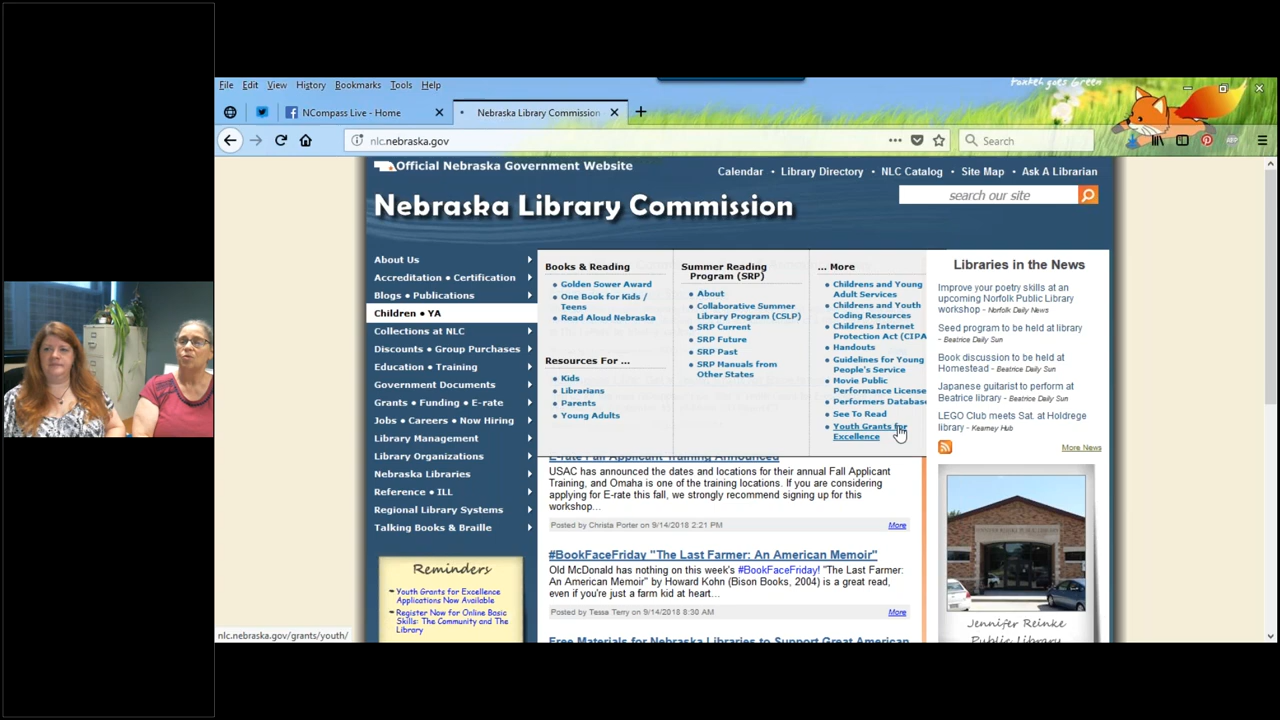 Foxkeh goes Green
File Edit View History Bookmarks Tools Help
NCompass Live - Home
Nebraska Library Commission
nlc.nebraska.gov
Search
Official Nebraska Government Website
Calendar • Library Directory • NLC Catalog • Site Map • Ask A Librarian
Nebraska Library Commission
search our site
About Us
Accreditation • Certification
Blogs • Publications
Children • YA
Collections at NLC
Discounts • Group Purchases
Education • Training
Government Documents
Grants • Funding • E-rate
Jobs • Careers • Now Hiring
Library Management
Library Organizations
Nebraska Libraries
Reference • ILL
Regional Library Systems
Talking Books & Braille
Books & Reading
Golden Sower Award
One Book for Kids /
Teens
Read Aloud Nebraska
Resources For ...
Kids
Librarians
Parents
Young Adults
Summer Reading
Program (SRP)
About
Collaborative Summer
Library Program (CSLP)
SRP Current
SRP Future
SRP Past
SRP Manuals from
Other States
... More
Childrens and Young
Adult Services
Childrens and Youth
Coding Resources
Childrens Internet
Protection Act (CIPA
Handouts
Guidelines for Young
People's Service
Movie Public
Performance License
Performers Database
See To Read
Youth Grants for
Excellence
Libraries in the News
Improve your poetry skills at an
upcoming Norfolk Public Library
workshop - Norfolk Daily News
Seed program to be held at library
- Beatrice Daily Sun
Book discussion to be held at
Homestead - Beatrice Daily Sun
Japanese guitarist to perform at
Beatrice library - Beatrice Daily Sun
LEGO Club meets Sat. at Holdrege
library - Kearney Hub
More News
E-rate Fall Applicant Training Announced
USAC has announced the dates and locations for their annual Fall Applicant
Training, and Omaha is one of the training locations. If you are considering
applying for E-rate this fall, we strongly recommend signing up for this
workshop...
Posted by Christa Porter on 9/14/2018 2:21 PM
More
#BookFaceFriday "The Last Farmer: An American Memoir"
Old McDonald has nothing on this week's #BookFaceFriday! "The Last Farmer:
An American Memoir" by Howard Kohn (Bison Books, 2004) is a great read,
even if you're just a farm kid at heart...
Posted by Tessa Terry on 9/14/2018 8:30 AM
More
Free Materials for Nebraska Libraries to Support Great American
Reminders
Youth Grants for Excellence
Applications Now Available
Register Now for Online Basic
Skills: The Community and The
Library
Jennifer Reinke
Public Library
nlc.nebraska.gov/grants/youth/